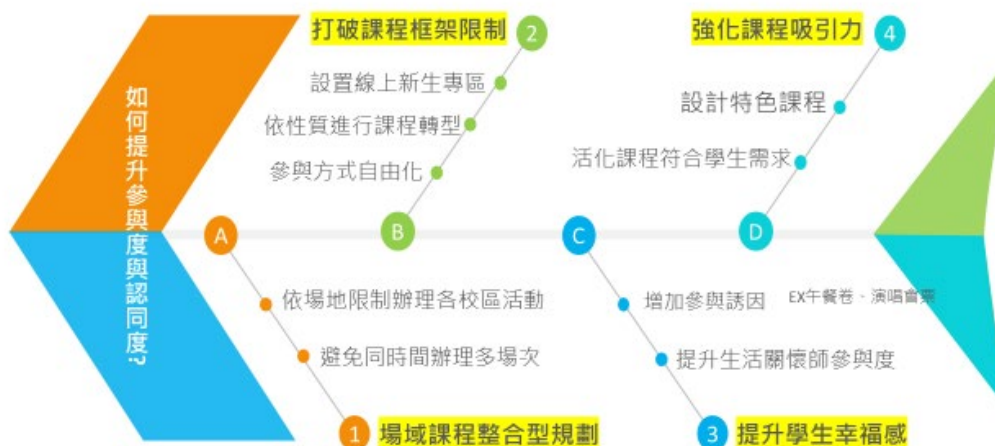 如何提升參與度與認同度?
打破課程框架限制
2
設置線上新生專區
依性質進行課程轉型
參與方式自由化
強化課程吸引力
4
設計特色課程
活化課程符合學生需求
A
B
C
D
依場地限制辦理各校區活動
避免同時間辦理多場次
1
場域課程整合型規劃
增加參與誘因
EX午餐卷、演唱會票
提升生活關懷師參與度
3
提升學生幸福感